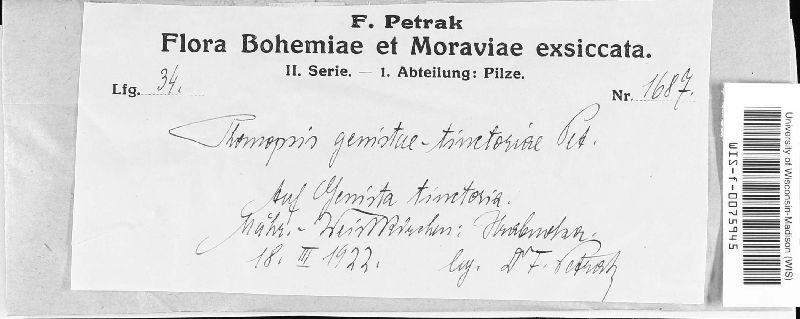 F. Petrak
Flora Bohemiae et Moraviae exsiccata.
II. Serie. — 1. Abteilung: Pilze.
Lfg. 34.
Nr. 1687.
Phomopsis genistae-tinctoriae Pet.
Auf Genista tinctoria.
Mähr.-Weisskirchen: Hrabuvka.
18. III 1922. leg. Dr F. Petrak
University of Wisconsin-Madison (WIS)
WIS-f-0075945